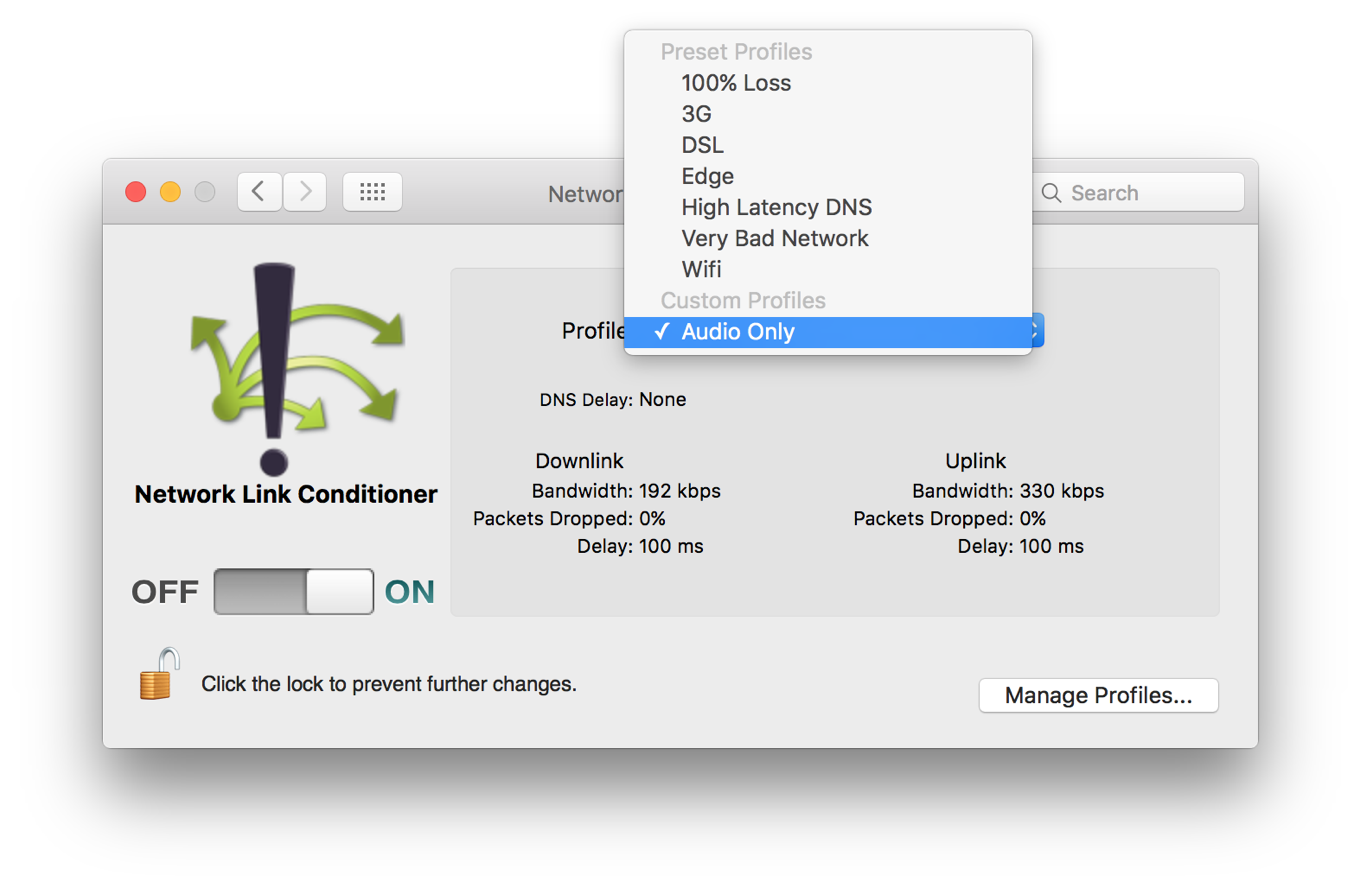 Preset Profiles
100% Loss
3G
DSL
Edge
High Latency DNS
Very Bad Network
Wifi
Custom Profiles
✓ Audio Only
Search
Profile
DNS Delay: None
Downlink
Bandwidth: 192 kbps
Packets Dropped: 0%
Delay: 100 ms
Uplink
Bandwidth: 330 kbps
Packets Dropped: 0%
Delay: 100 ms
Network Link Conditioner
OFF ON
Click the lock to prevent further changes.
Manage Profiles...